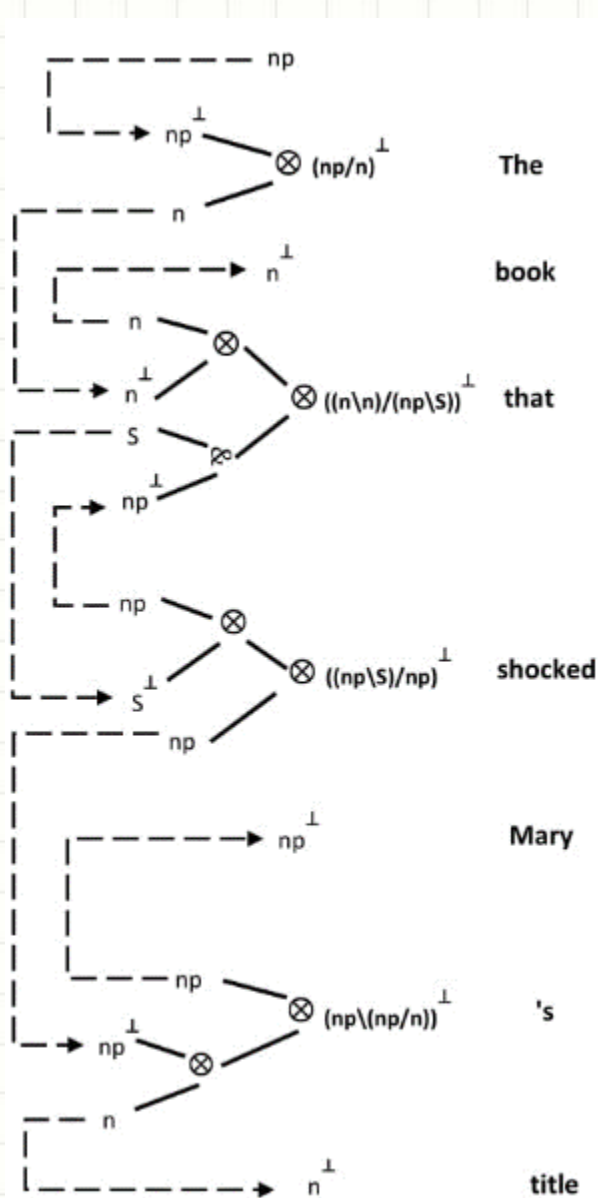 np
np⊥
⊗ (np/n)⊥ The
n
n⊥ book
n
⊗
n⊥
⊗ ((n\n)/(np\S))⊥ that
S
⅋
np⊥
np
⊗
⊗ ((np\S)/np)⊥ shocked
S⊥
np
np⊥ Mary
np
⊗ (np\(np/n))⊥ 's
np⊥
⊗
n
n⊥ title